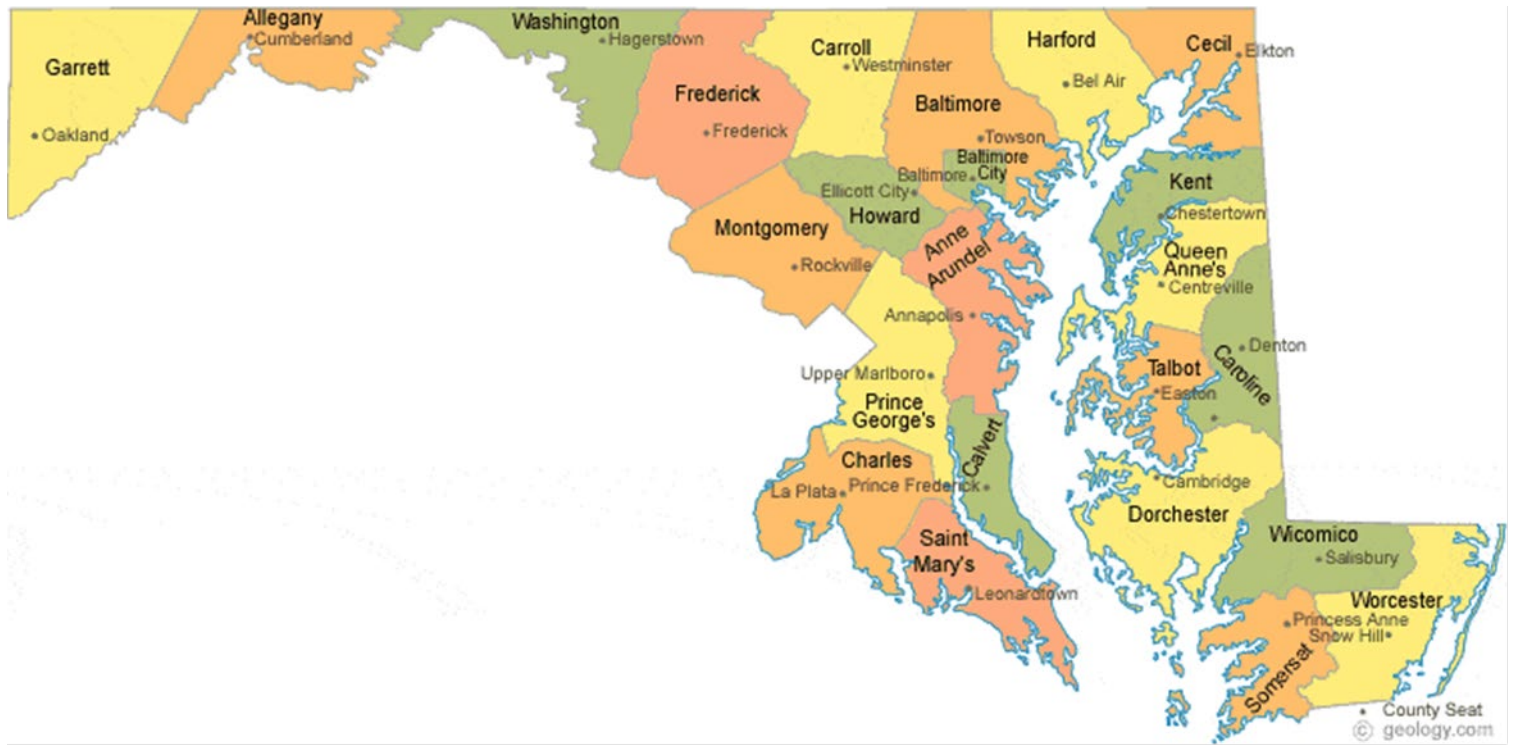 Garrett
Oakland
Allegany
Cumberland
Washington
Hagerstown
Frederick
Frederick
Carroll
Westminster
Baltimore
Towson
Baltimore
City
Baltimore
Harford
Bel Air
Cecil
Elkton
Kent
Chestertown
Ellicott City
Howard
Montgomery
Rockville
Anne
Arundel
Annapolis
Queen
Anne's
Centreville
Upper Marlboro
Prince
George's
Talbot
Easton
Caroline
Denton
Calvert
Prince Frederick
Charles
La Plata
Saint
Mary's
Leonardtown
Cambridge
Dorchester
Wicomico
Salisbury
Worcester
Snow Hill
Princess Anne
Somerset
County Seat
© geology.com